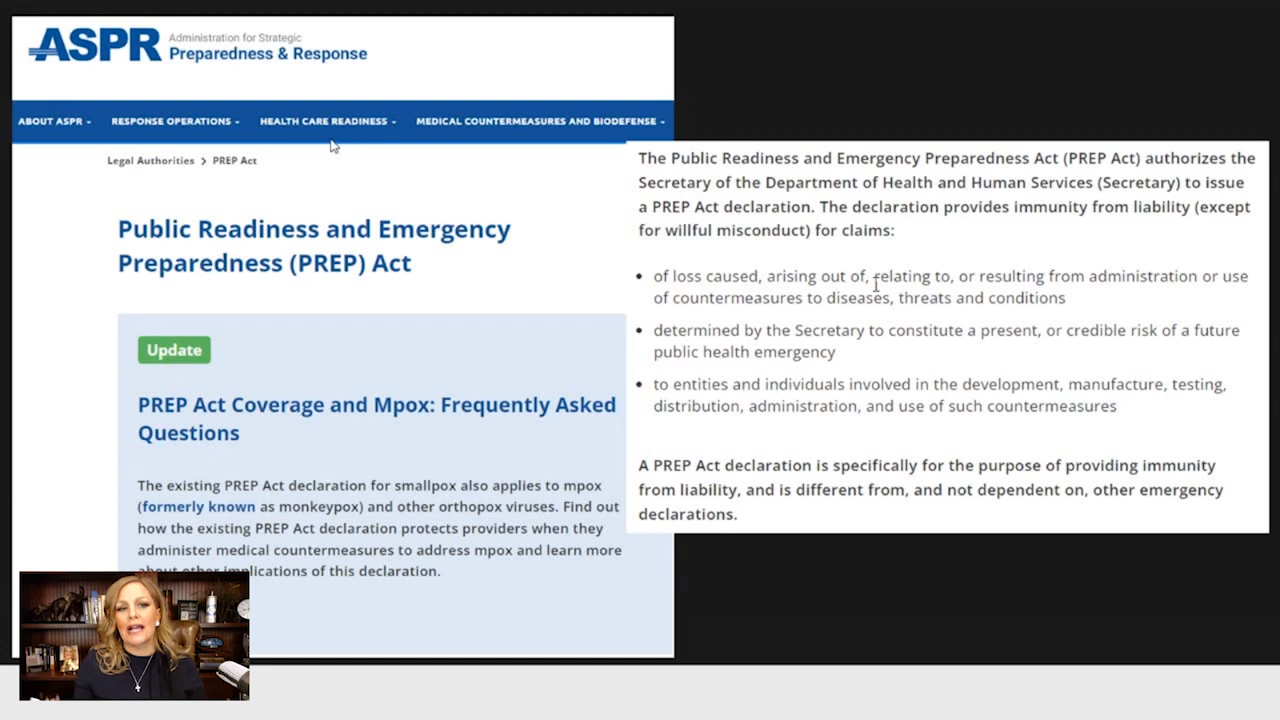 ASPR
Administration for Strategic
Preparedness & Response
ABOUT ASPR
RESPONSE OPERATIONS
HEALTH CARE READINESS
MEDICAL COUNTERMEASURES AND BIODEFENSE
Legal Authorities > PREP Act
Public Readiness and Emergency
Preparedness (PREP) Act
Update
PREP Act Coverage and Mpox: Frequently Asked
Questions
The existing PREP Act declaration for smallpox also applies to mpox
(formerly known as monkeypox) and other orthopox viruses. Find out
how the existing PREP Act declaration protects providers when they
administer medical countermeasures to address mpox and learn more
about other implications of this declaration.
The Public Readiness and Emergency Preparedness Act (PREP Act) authorizes the
Secretary of the Department of Health and Human Services (Secretary) to issue
a PREP Act declaration. The declaration provides immunity from liability (except
for willful misconduct) for claims:
• of loss caused, arising out of, relating to, or resulting from administration or use
of countermeasures to diseases, threats and conditions
• determined by the Secretary to constitute a present, or credible risk of a future
public health emergency
• to entities and individuals involved in the development, manufacture, testing,
distribution, administration, and use of such countermeasures
A PREP Act declaration is specifically for the purpose of providing immunity
from liability, and is different from, and not dependent on, other emergency
declarations.